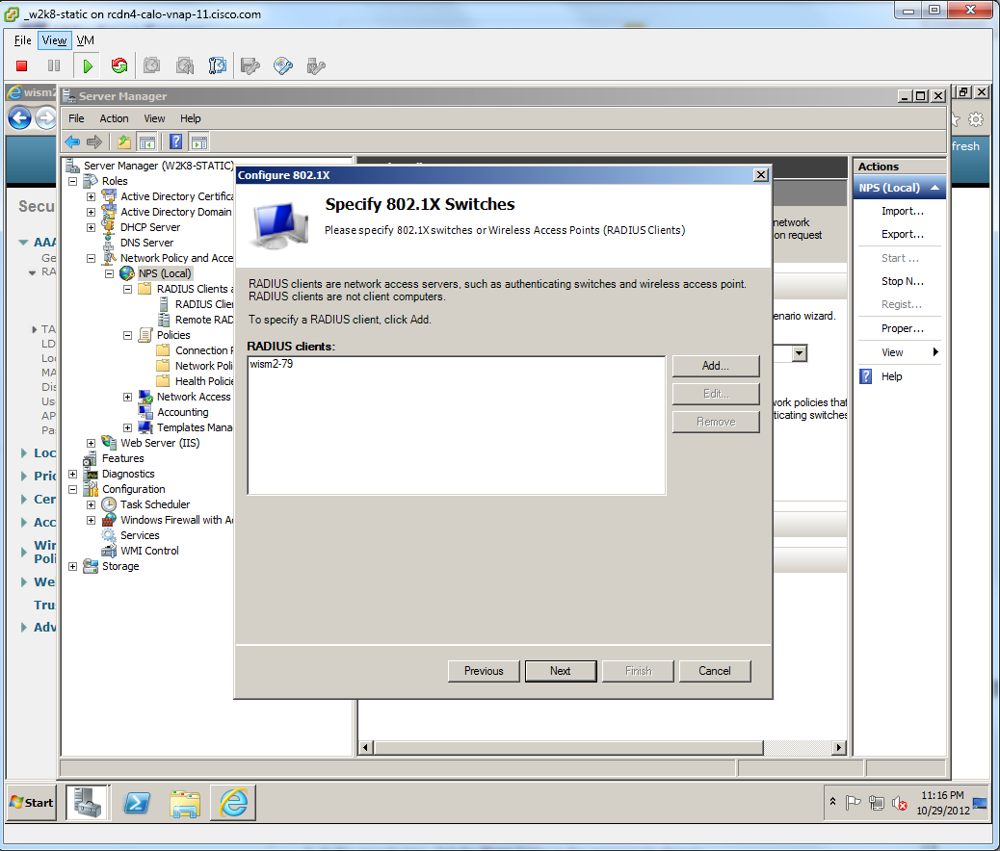 _w2k8-static on rcdn4-calo-vnap-11.cisco.com
File View VM
wism2
Server Manager
File Action View Help
fresh
Secu
AAA
Ge
RA
TA
LD
Loc
MA
Dis
Us
AP
Pa
Loc
Prio
Cer
Acc
Wir
Poli
We
Tru
Adv
Server Manager (W2K8-STATIC)
Roles
Active Directory Certifica
Active Directory Domain
DHCP Server
DNS Server
Network Policy and Acce
NPS (Local)
RADIUS Clients a
RADIUS Clie
Remote RAD
Policies
Connection R
Network Poli
Health Policie
Network Access
Accounting
Templates Mana
Web Server (IIS)
Features
Diagnostics
Configuration
Task Scheduler
Windows Firewall with A
Services
WMI Control
Storage
Configure 802.1X
Specify 802.1X Switches
Please specify 802.1X switches or Wireless Access Points (RADIUS Clients)
RADIUS clients are network access servers, such as authenticating switches and wireless access point.
RADIUS clients are not client computers.
To specify a RADIUS client, click Add.
RADIUS clients:
wism2-79
Add...
Edit...
Remove
Previous Next Finish Cancel
network
on request
enario wizard.
work policies that
ticating switches
Actions
NPS (Local)
Import...
Export...
Start ...
Stop N...
Regist...
Proper...
View
Help
Start
11:16 PM
10/29/2012